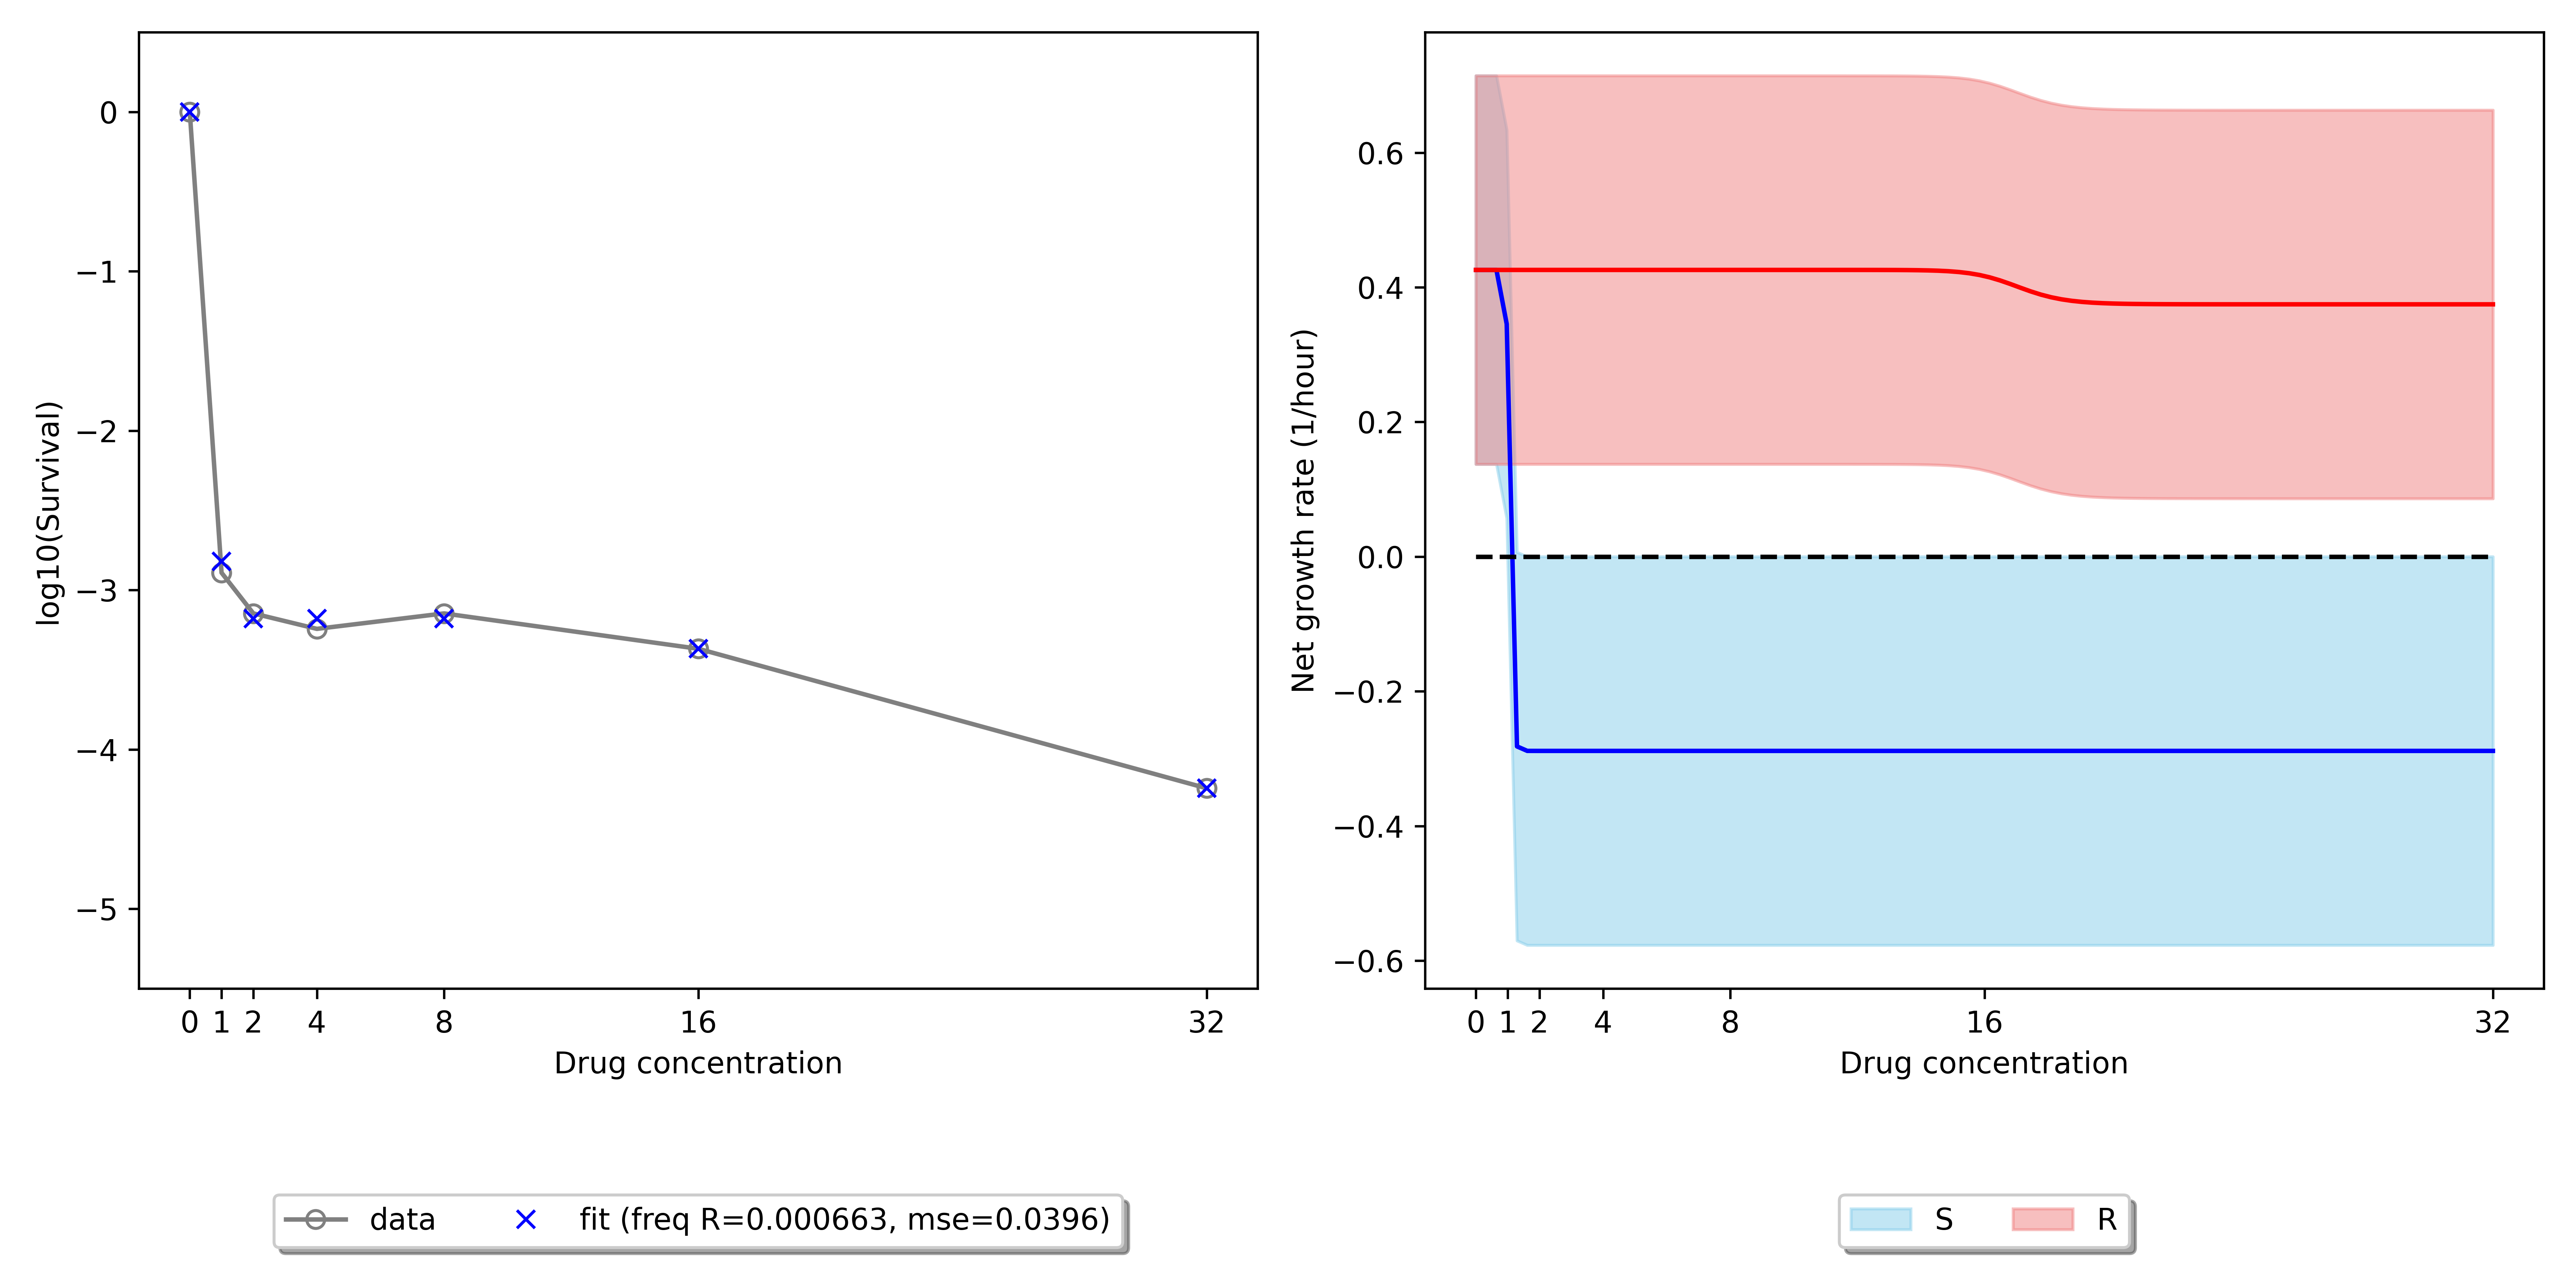 log10(Survival)
0
−1
−2
−3
−4
−5
0 1 2 4 8 16 32
Drug concentration
data fit (freq R=0.000663, mse=0.0396)
Net growth rate (1/hour)
0.6
0.4
0.2
0.0
−0.2
−0.4
−0.6
0 1 2 4 8 16 32
Drug concentration
S R